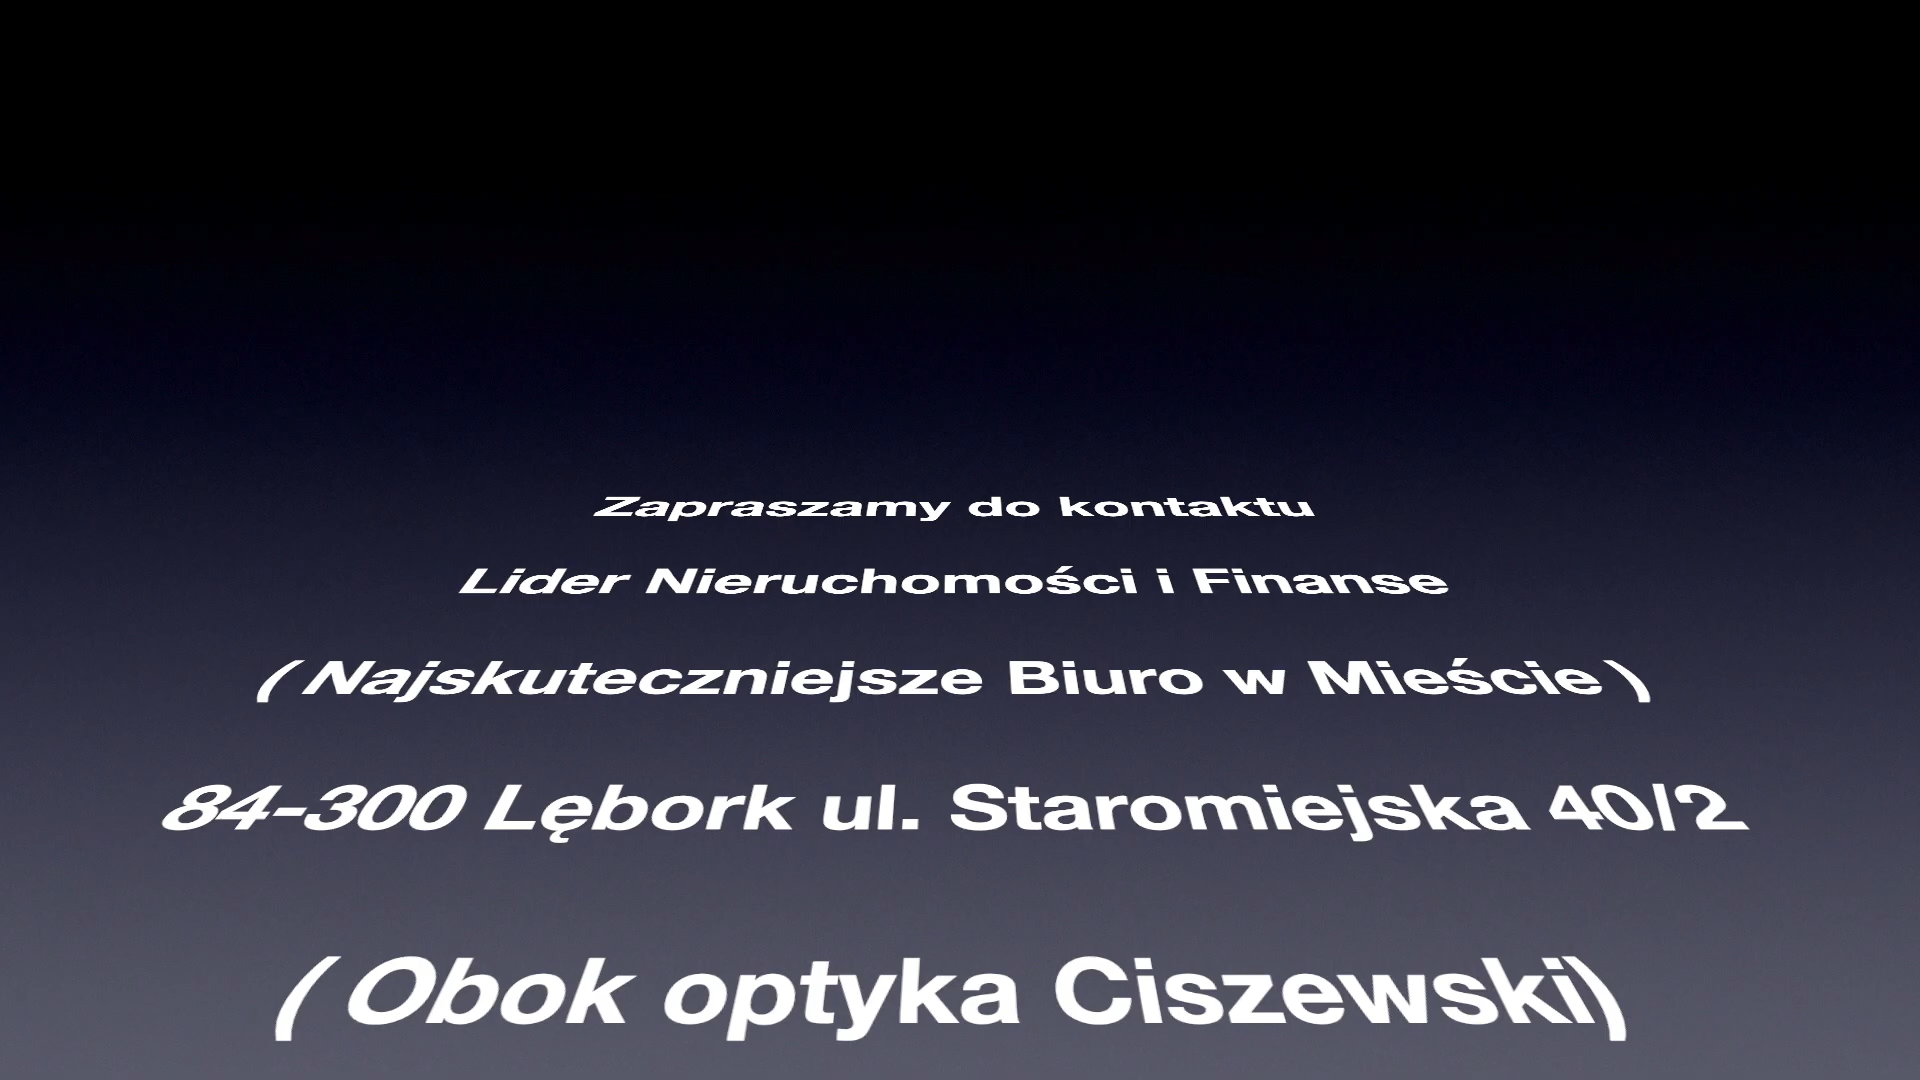 Zapraszamy do kontaktu
Lider Nieruchomości i Finanse
( Najskuteczniejsze Biuro w Mieście )
84-300 Lębork ul. Staromiejska 40/2
( Obok optyka Ciszewski)